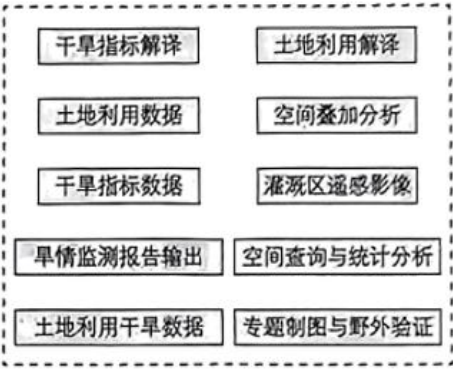 干旱指标解译
土地利用解译
土地利用数据
空间叠加分析
干旱指标数据
灌溉区遥感影像
旱情监测报告输出
空间查询与统计分析
土地利用干旱数据
专题制图与野外验证